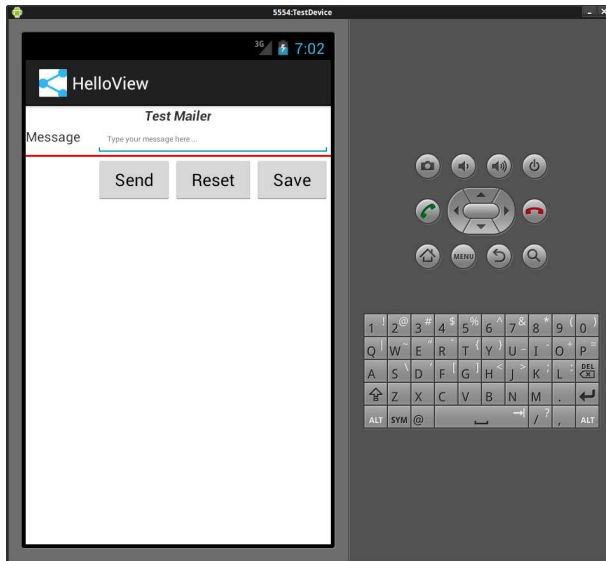 5554:TestDevice
3G 7:02
HelloView
Test Mailer
Message Type your message here ...
Send Reset Save
MENU
1 ! 2 @ 3 # 4 $ 5 % 6 ^ 7 & 8 * 9 ( 0 )
Q | W ~ E " R ` T { Y } U _ I - O + P =
A S \ D ' F [ G ] H < J > K ; L : DEL
Z X C V B N M .
ALT SYM @ / ? , ALT